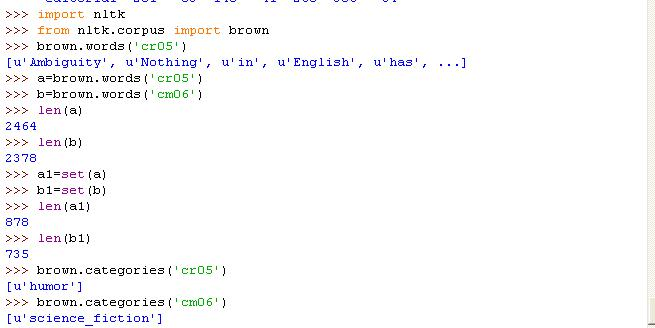 >>> import nltk
>>> from nltk.corpus import brown
>>> brown.words('cr05')
[u'Ambiguity', u'Nothing', u'in', u'English', u'has', ...]
>>> a=brown.words('cr05')
>>> b=brown.words('cm06')
>>> len(a)
2464
>>> len(b)
2378
>>> a1=set(a)
>>> b1=set(b)
>>> len(a1)
878
>>> len(b1)
735
>>> brown.categories('cr05')
[u'humor']
>>> brown.categories('cm06')
[u'science_fiction']